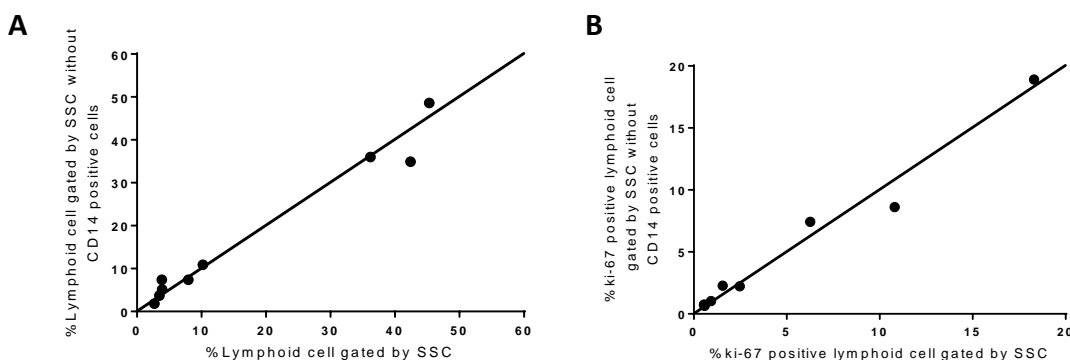 A
%Lymphoid cell gated by SSC without
CD14 positive cells
60
50
40
30
20
10
0
0 10 20 30 40 50 60
%Lymphoid cell gated by SSC
B
%ki-67 positive lymphoid cell
gated by SSC without
CD14 positive cells
20
15
10
5
0
0 5 10 15 20
%ki-67 positive lymphoid cell gated by SSC